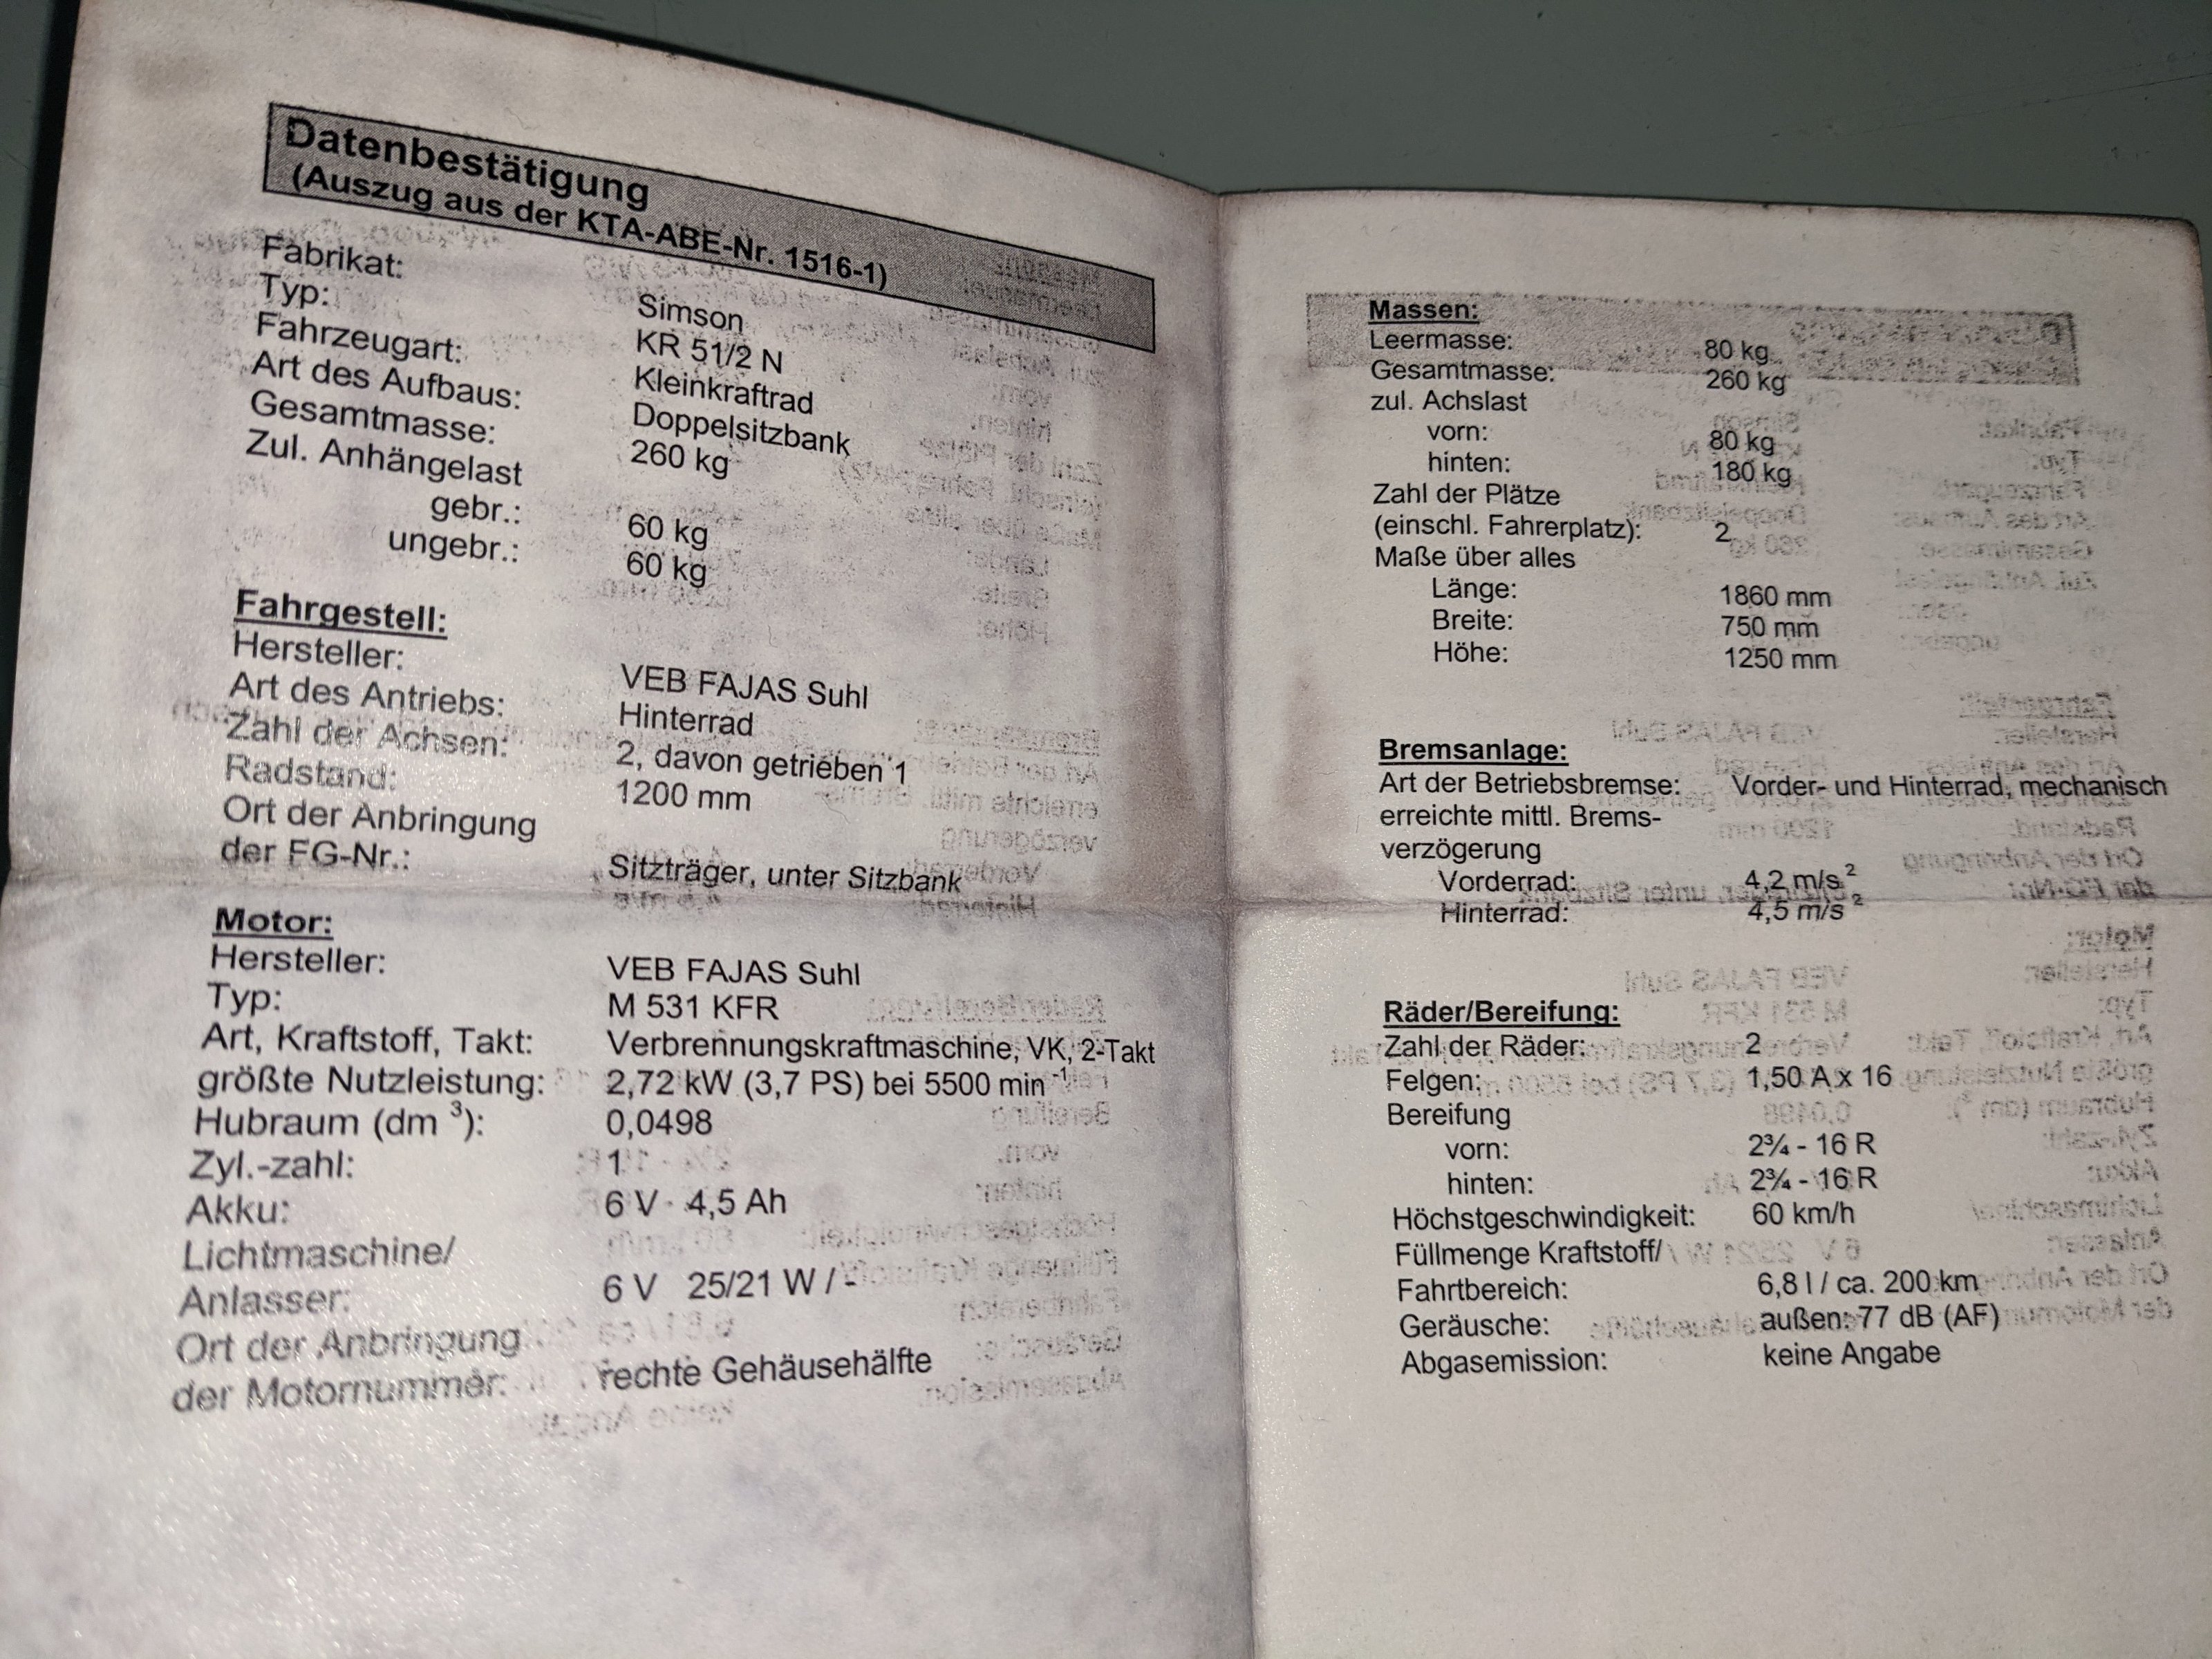 Datenbestätigung
(Auszug aus der KTA-ABE-Nr. 1516-1)
Fabrikat: Simson
Typ: KR 51/2 N
Fahrzeugart: Kleinkraftrad
Art des Aufbaus: Doppelsitzbank
Gesamtmasse: 260 kg
Zul. Anhängelast
gebr.: 60 kg
ungebr.: 60 kg
Fahrgestell:
Hersteller: VEB FAJAS Suhl
Art des Antriebs: Hinterrad
Zahl der Achsen: 2, davon getrieben 1
Radstand: 1200 mm
Ort der Anbringung
der FG-Nr.: Sitzträger, unter Sitzbank
Motor:
Hersteller: VEB FAJAS Suhl
Typ: M 531 KFR
Art, Kraftstoff, Takt: Verbrennungskraftmaschine, VK, 2-Takt
größte Nutzleistung: 2,72 kW (3,7 PS) bei 5500 min⁻¹
Hubraum (dm ³): 0,0498
Zyl.-zahl: 1
Akku: 6 V 4,5 Ah
Lichtmaschine/
Anlasser: 6 V 25/21 W / -
Ort der Anbringung
der Motornummer: rechte Gehäusehälfte
Massen:
Leermasse: 80 kg
Gesamtmasse: 260 kg
zul. Achslast
vorn: 80 kg
hinten: 180 kg
Zahl der Plätze
(einschl. Fahrerplatz): 2
Maße über alles
Länge: 1860 mm
Breite: 750 mm
Höhe: 1250 mm
Bremsanlage:
Art der Betriebsbremse: Vorder- und Hinterrad, mechanisch
erreichte mittl. Brems-
verzögerung
Vorderrad: 4,2 m/s²
Hinterrad: 4,5 m/s²
Räder/Bereifung:
Zahl der Räder: 2
Felgen: 1,50 A x 16
Bereifung
vorn: 2¾ - 16 R
hinten: 2¾ - 16 R
Höchstgeschwindigkeit: 60 km/h
Füllmenge Kraftstoff/
Fahrtbereich: 6,8 l / ca. 200 km
Geräusche: außen: 77 dB (AF)
Abgasemission: keine Angabe